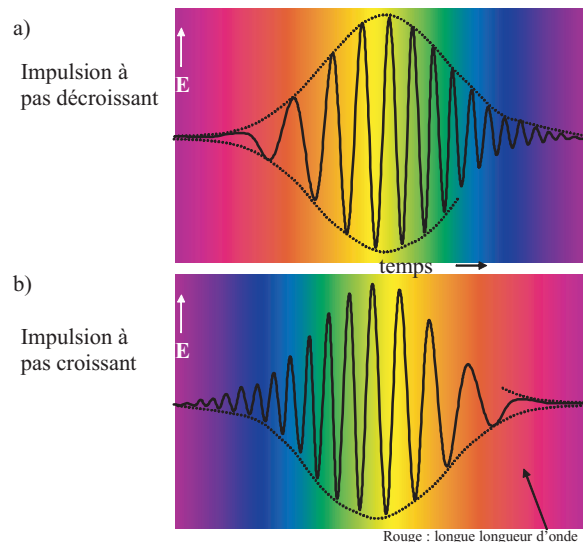 a)
Impulsion à
pas décroissant
E
temps
b)
Impulsion à
pas croissant
E
Rouge : longue longueur d'onde